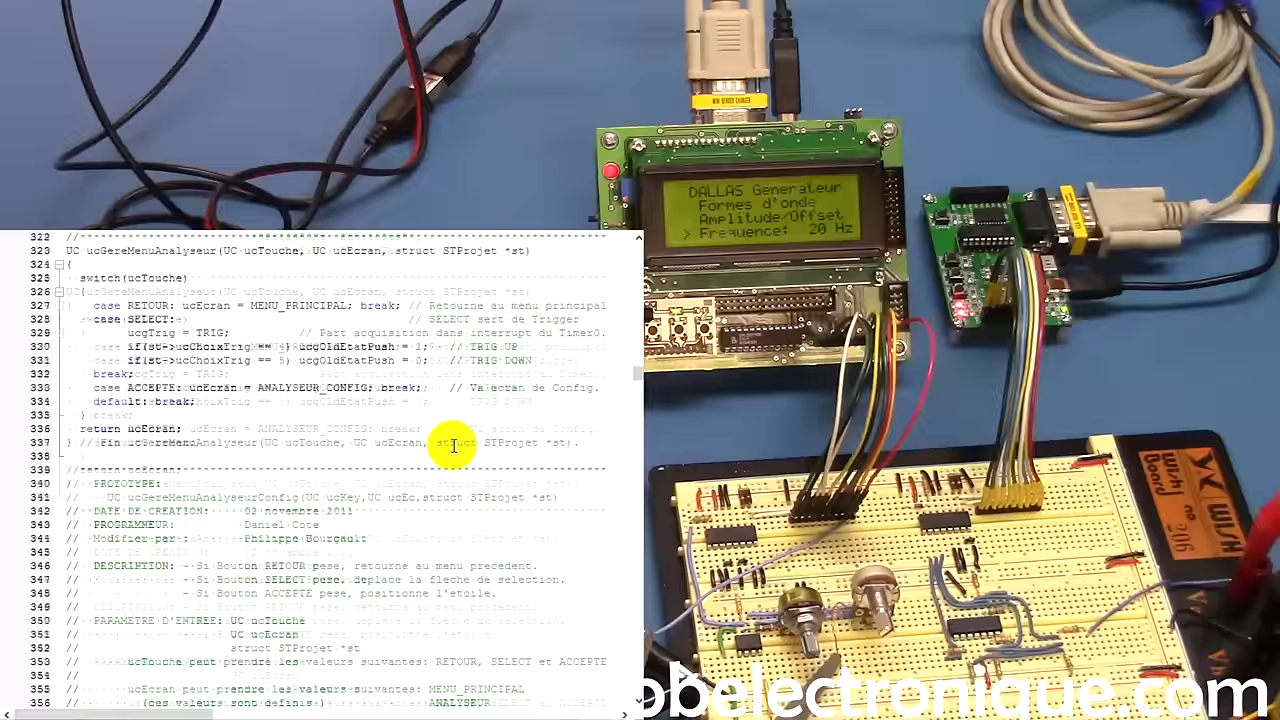 DALLAS Generateur
Formes d'onde
Amplitude/Offset
> Frequence: 20 Hz
WISH
Wish Board
no 206
322 //
323 UC ucGereMenuAnalyseur(UC ucTouche, UC ucEcran, struct STProjet *st)
324 {
325 switch(ucTouche)
326 {
327 case RETOUR: ucEcran = MENU_PRINCIPAL; break; // Retourne au menu principal
328 case SELECT: // SELECT sert de Trigger
329 ucgTrig = TRIG; // Part acquisition dans interrupt du Timer0.
330 if(st->ucChoixTrig == ) ucgOldEtatPush = 1; // TRIG UP
331 if(st->ucChoixTrig == 5) ucgOldEtatPush = 0; // TRIG DOWN
332 break;
333 case ACCEPTE: ucEcran = ANALYSEUR_CONFIG; break; // Va ecran de Config.
334 default: break;
335 }
336 return ucEcran;
337 } // Fin ucGereMenuAnalyseur(UC ucTouche, UC ucEcran, struct STProjet *st).
338
339 //
340 // PROTOTYPE:
341 // UC ucGereMenuAnalyseurConfig(UC ucKey,UC ucEc,struct STProjet *st)
342 // DATE DE CREATION: 02 novembre 2011
343 // PROGRAMMEUR: Daniel Cote
344 // Modifier par : Philippe Bourgault
345 //
346 // DESCRIPTION: Si Bouton RETOUR pese, retourne au menu precedent.
347 // Si Bouton SELECT pese, deplace la fleche de selection.
348 // Si Bouton ACCEPTE pese, positionne l'etoile.
349 //
350 // PARAMETRE D'ENTREE: UC ucTouche
351 // UC ucEcran
352 // struct STProjet *st
353 // ucTouche peut prendre les valeurs suivantes: RETOUR, SELECT et ACCEPTE
354 //
355 // ucEcran peut prendre les valeurs suivantes: MENU_PRINCIPAL
356 // (ces valeurs sont definis ) ANALYSEUR
obelectronique.com